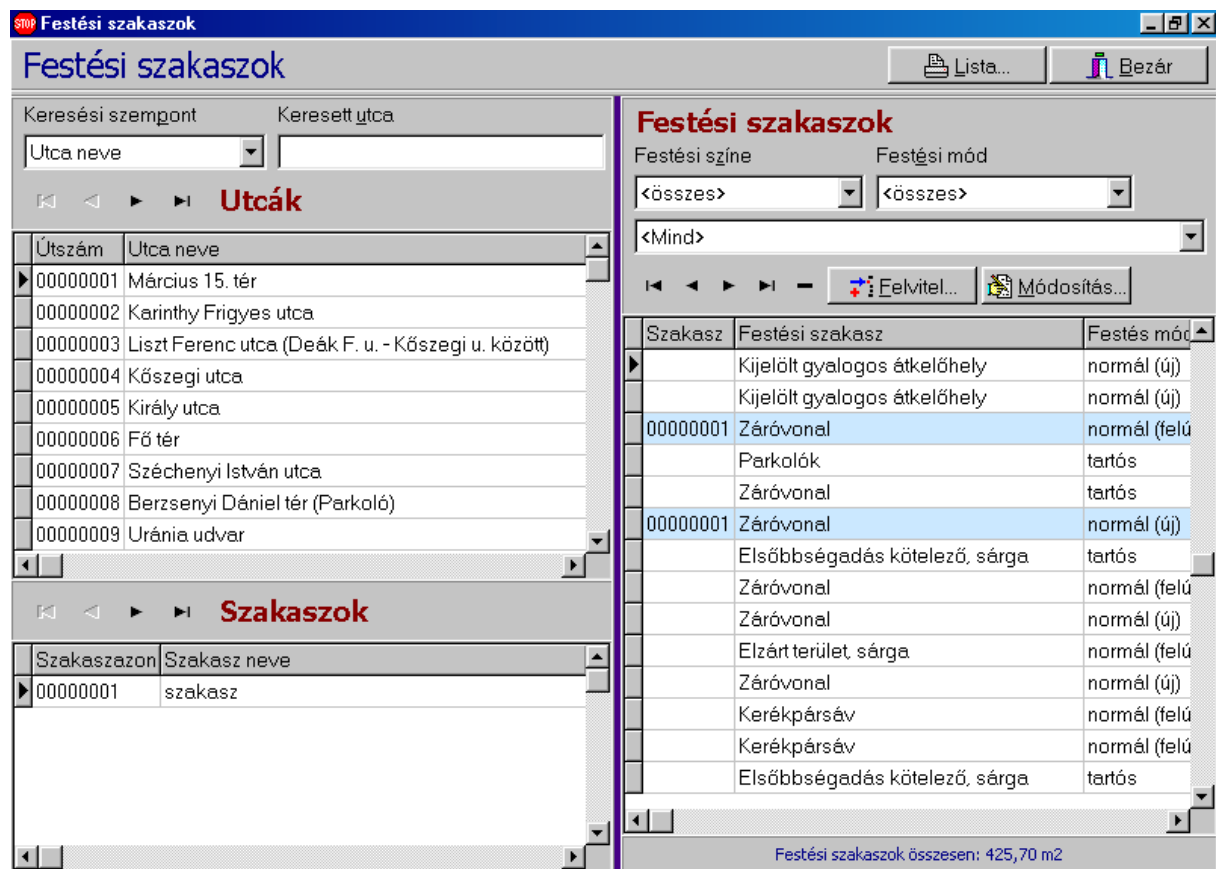 STOP Festési szakaszok
Festési szakaszok
Lista...
Bezár
Keresési szempont
Keresett utca
Utca neve
Utcák
Útszám Utca neve
00000001 Március 15. tér
00000002 Karinthy Frigyes utca
00000003 Liszt Ferenc utca (Deák F. u. - Kőszegi u. között)
00000004 Kőszegi utca
00000005 Király utca
00000006 Fő tér
00000007 Széchenyi István utca
00000008 Berzsenyi Dániel tér (Parkoló)
00000009 Uránia udvar
Szakaszok
Szakaszazon Szakasz neve
00000001 szakasz
Festési szakaszok
Festési színe
Festési mód
<összes>
<összes>
<Mind>
Felvitel...
Módosítás...
Szakasz Festési szakasz Festés mód
Kijelölt gyalogos átkelőhely normál (új)
Kijelölt gyalogos átkelőhely normál (új)
00000001 Záróvonal normál (felú
Parkolók tartós
Záróvonal tartós
00000001 Záróvonal normál (új)
Elsőbbségadás kötelező, sárga tartós
Záróvonal normál (felú
Záróvonal normál (új)
Elzárt terület, sárga normál (felú
Záróvonal normál (új)
Kerékpársáv normál (felú
Kerékpársáv normál (felú
Elsőbbségadás kötelező, sárga tartós
Festési szakaszok összesen: 425,70 m2